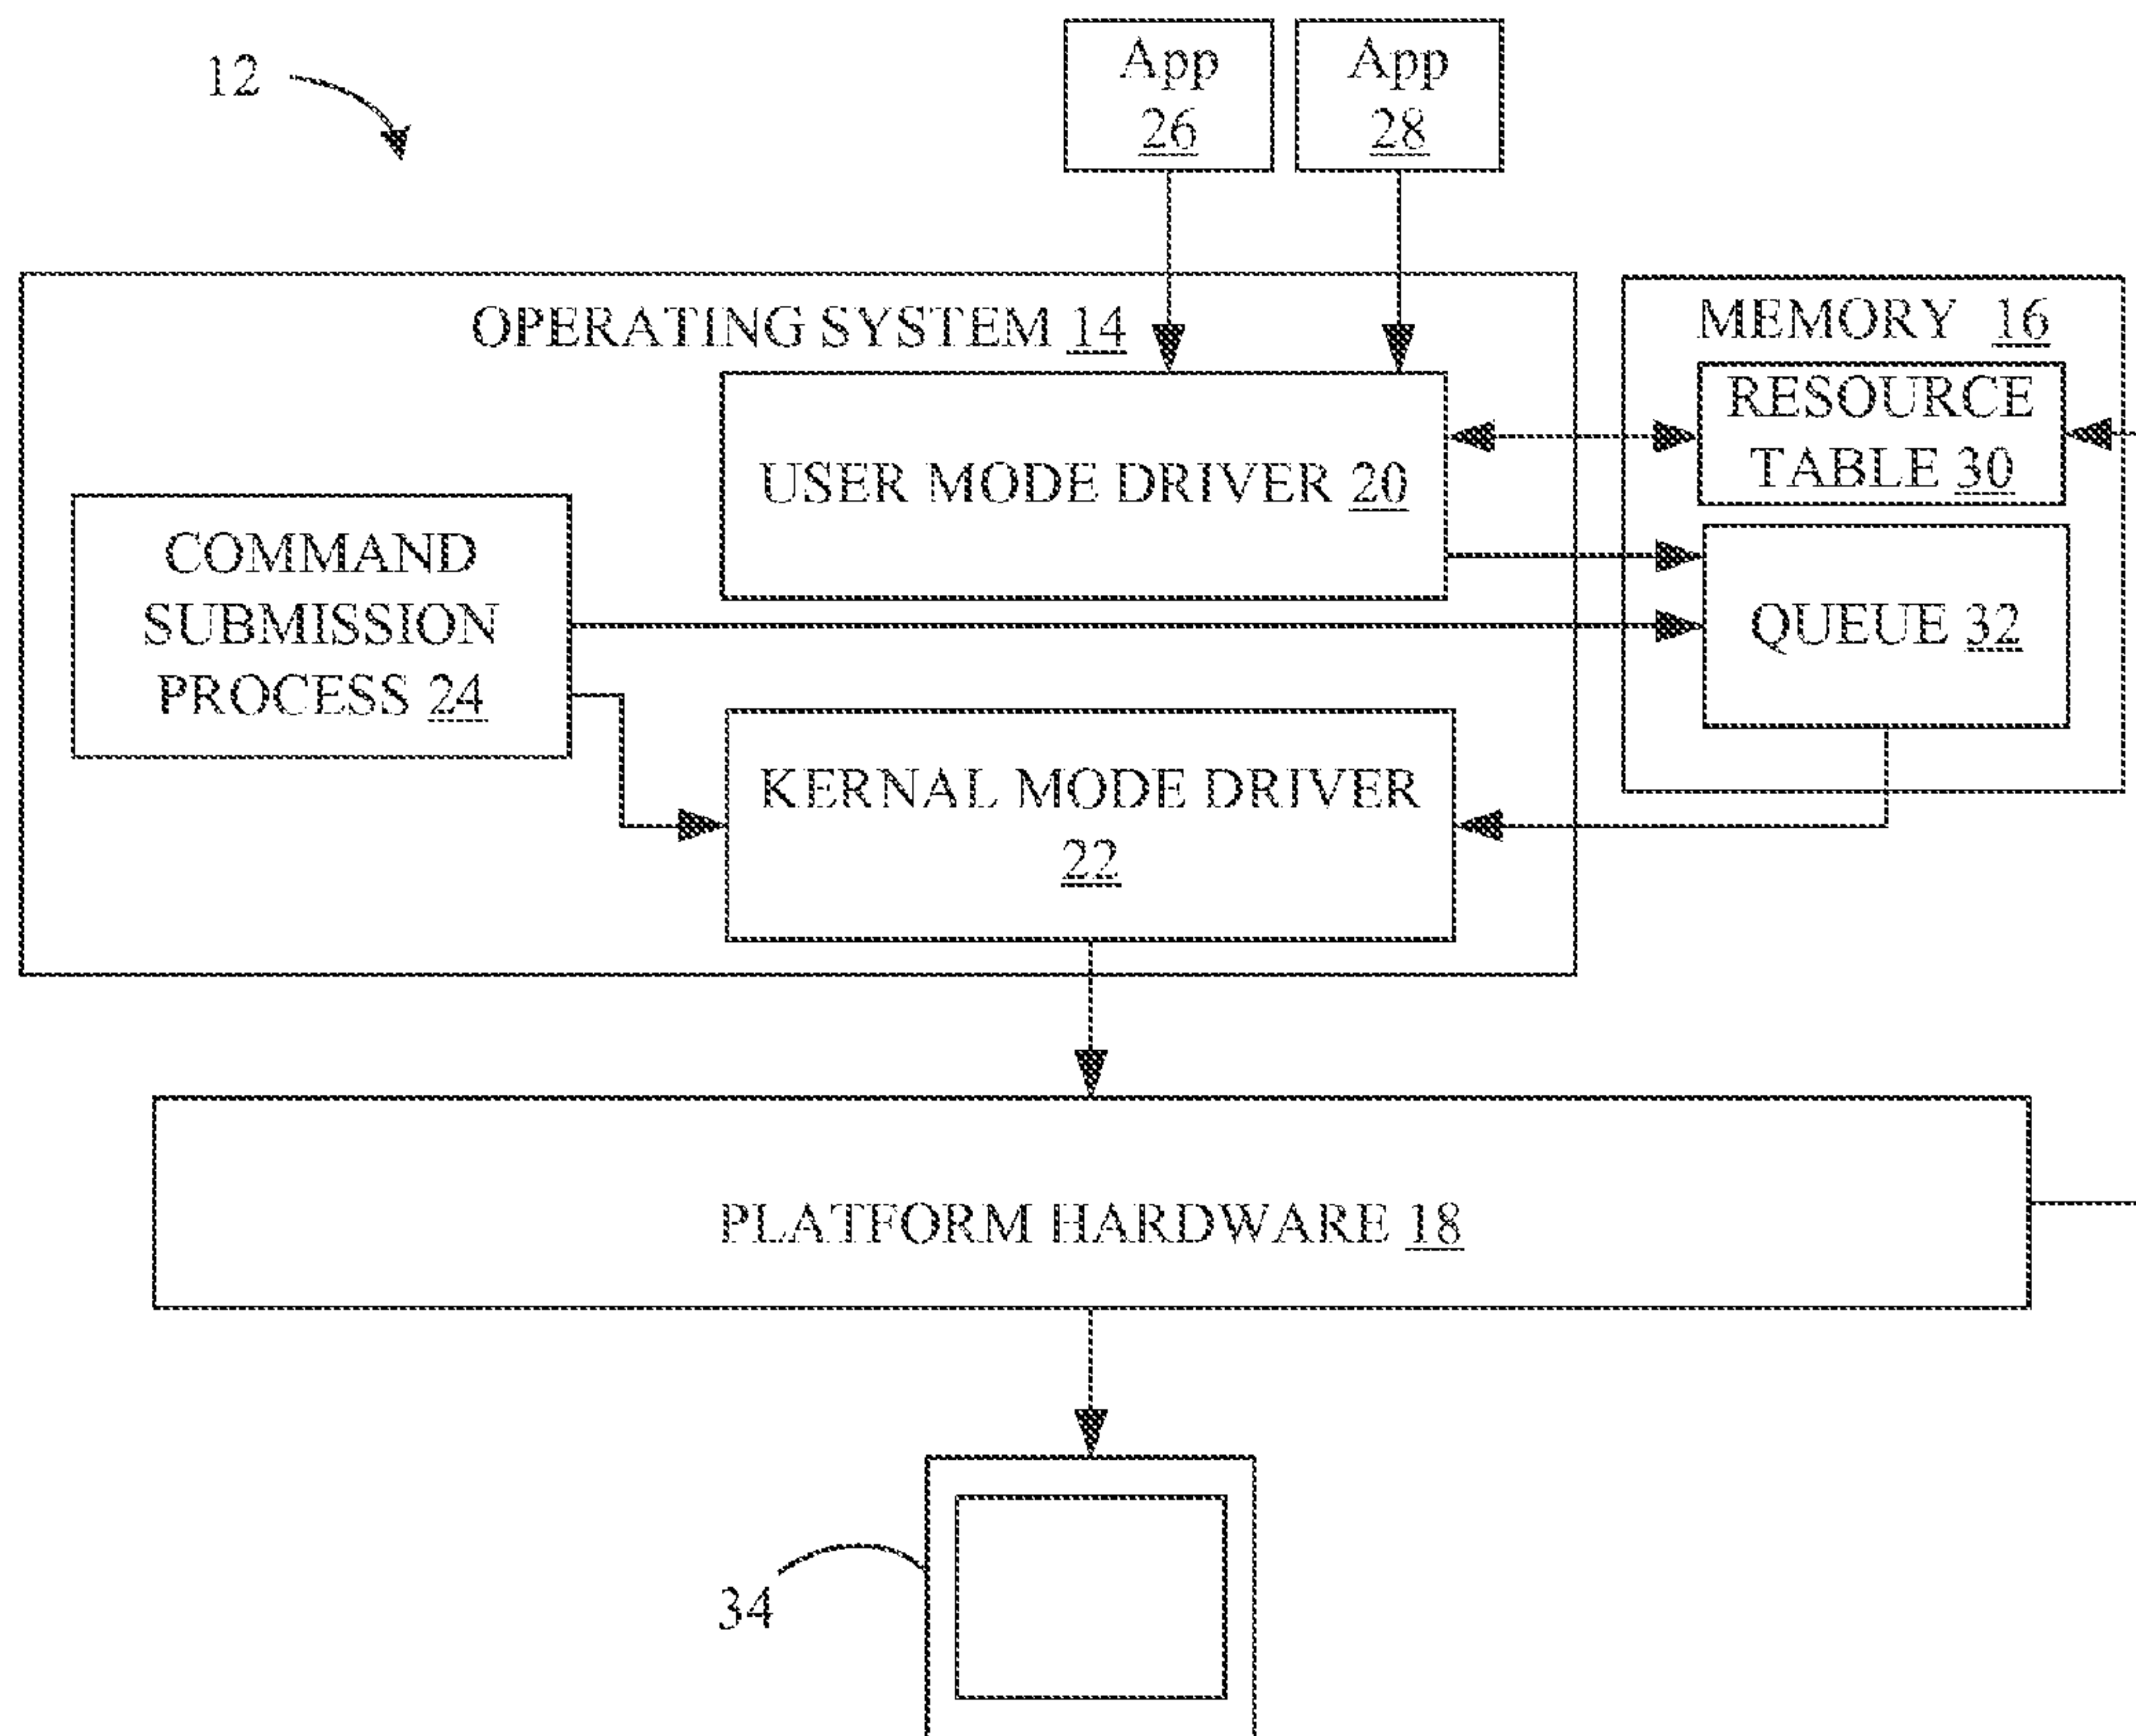 12
App
26
App
28
OPERATING SYSTEM 14
MEMORY 16
RESOURCE
TABLE 30
USER MODE DRIVER 20
COMMAND
SUBMISSION
PROCESS 24
QUEUE 32
KERNAL MODE DRIVER
22
PLATFORM HARDWARE 18
34